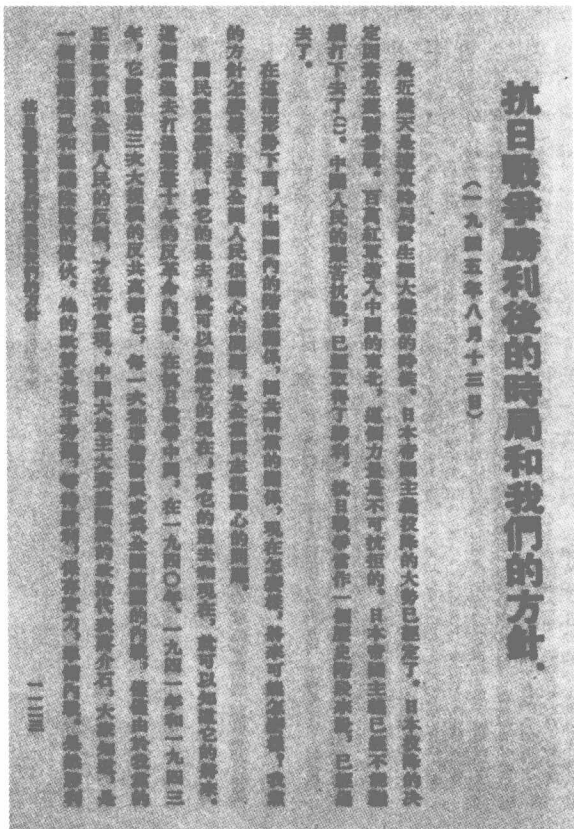 抗日戰爭勝利後的時局和我們的方針
（一九四五年八月十三日）
最近幾天是遠東時局發生極大變動的時候。日本帝國主義投降的大勢已經定了。日本投降的決
定因素是蘇聯參戰。百萬紅軍進入中國的東北，這個力量是不可抗拒的。日本帝國主義已經不能繼
續打下去了〔一〕。中國人民的艱苦抗戰，已經取得了勝利。抗日戰爭當作一個歷史階段來說，已經過
去了。
在這種形勢下面，中國國內的階級關係，國共兩黨的關係，現在怎麼樣，將來可能怎麼樣？我黨
的方針怎麼樣？這是全國人民很關心的問題，是全黨同志很關心的問題。
國民黨怎麼樣？看它的過去，就可以知道它的現在；看它的過去和現在，就可以知道它的將來。
這個黨過去打過整整十年的反革命內戰。在抗日戰爭中間，在一九四〇年、一九四一年和一九四三
年，它發動過三次大規模的反共高潮〔二〕，每一次都準備發展成為全國範圍的內戰，僅僅由於我黨的
正確政策和全國人民的反對，才沒有實現。中國大地主大資產階級的政治代表蔣介石，大家知道，是
一個極端殘忍和極端陰險的傢伙。他的政策是袖手旁觀，等待勝利，保存實力，準備內戰。果然勝利
抗日戰爭勝利後的時局和我們的方針
一一二三